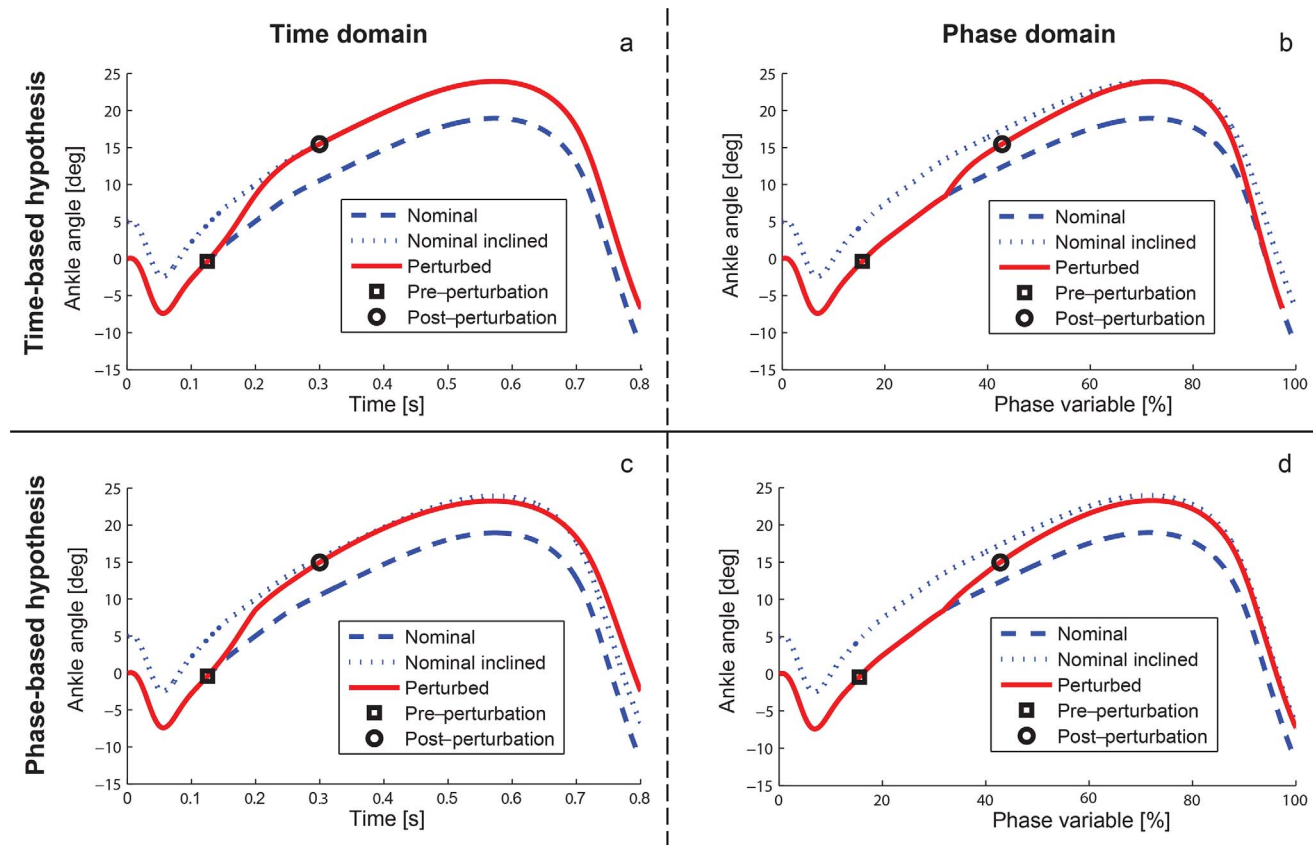 Time domain
Phase domain
Time-based hypothesis
a
25
20
15
10
5
0
−5
−10
−15
Ankle angle [deg]
Nominal
Nominal inclined
Perturbed
Pre–perturbation
Post–perturbation
0 0.1 0.2 0.3 0.4 0.5 0.6 0.7 0.8
Time [s]
b
25
20
15
10
5
0
−5
−10
−15
Ankle angle [deg]
Nominal
Nominal inclined
Perturbed
Pre–perturbation
Post–perturbation
0 20 40 60 80 100
Phase variable [%]
Phase-based hypothesis
c
25
20
15
10
5
0
−5
−10
−15
Ankle angle [deg]
Nominal
Nominal inclined
Perturbed
Pre–perturbation
Post–perturbation
0 0.1 0.2 0.3 0.4 0.5 0.6 0.7 0.8
Time [s]
d
25
20
15
10
5
0
−5
−10
−15
Ankle angle [deg]
Nominal
Nominal inclined
Perturbed
Pre–perturbation
Post–perturbation
0 20 40 60 80 100
Phase variable [%]